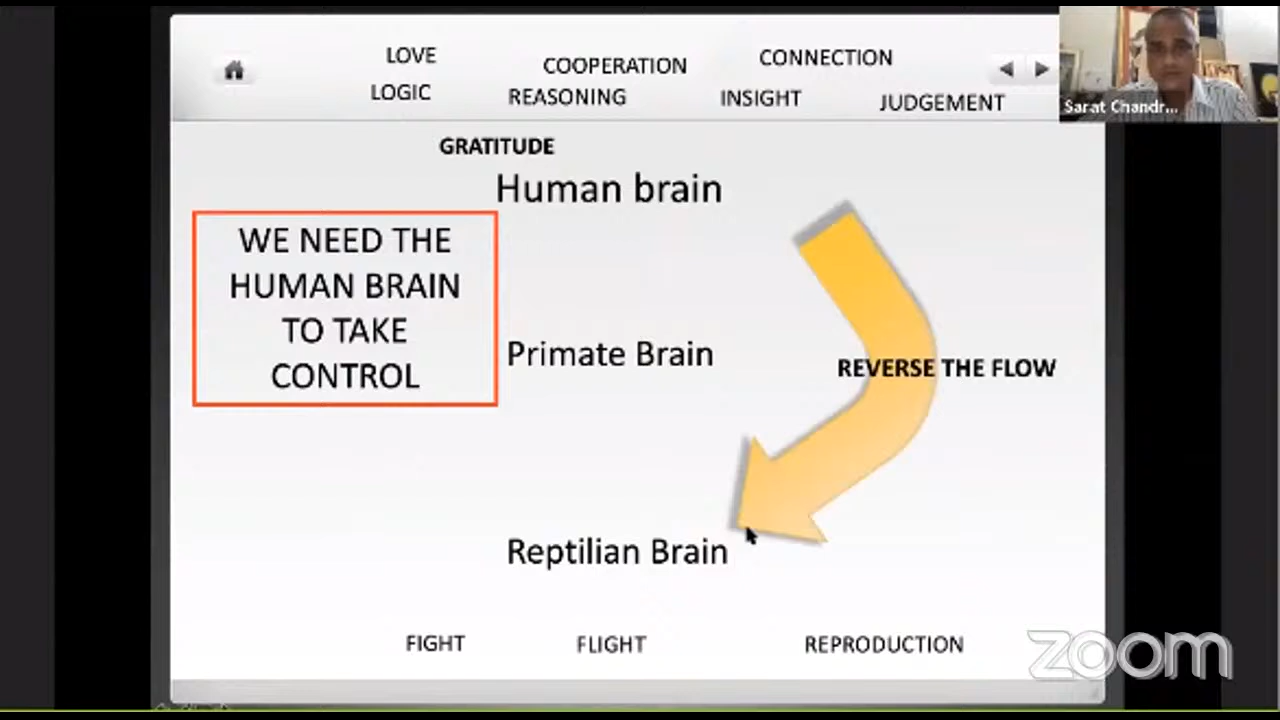 LOVE
COOPERATION
CONNECTION
LOGIC
REASONING
INSIGHT
JUDGEMENT
Sarat Chandr...
GRATITUDE
Human brain
WE NEED THE
HUMAN BRAIN
TO TAKE
CONTROL
Primate Brain
REVERSE THE FLOW
Reptilian Brain
FIGHT
FLIGHT
REPRODUCTION
zoom